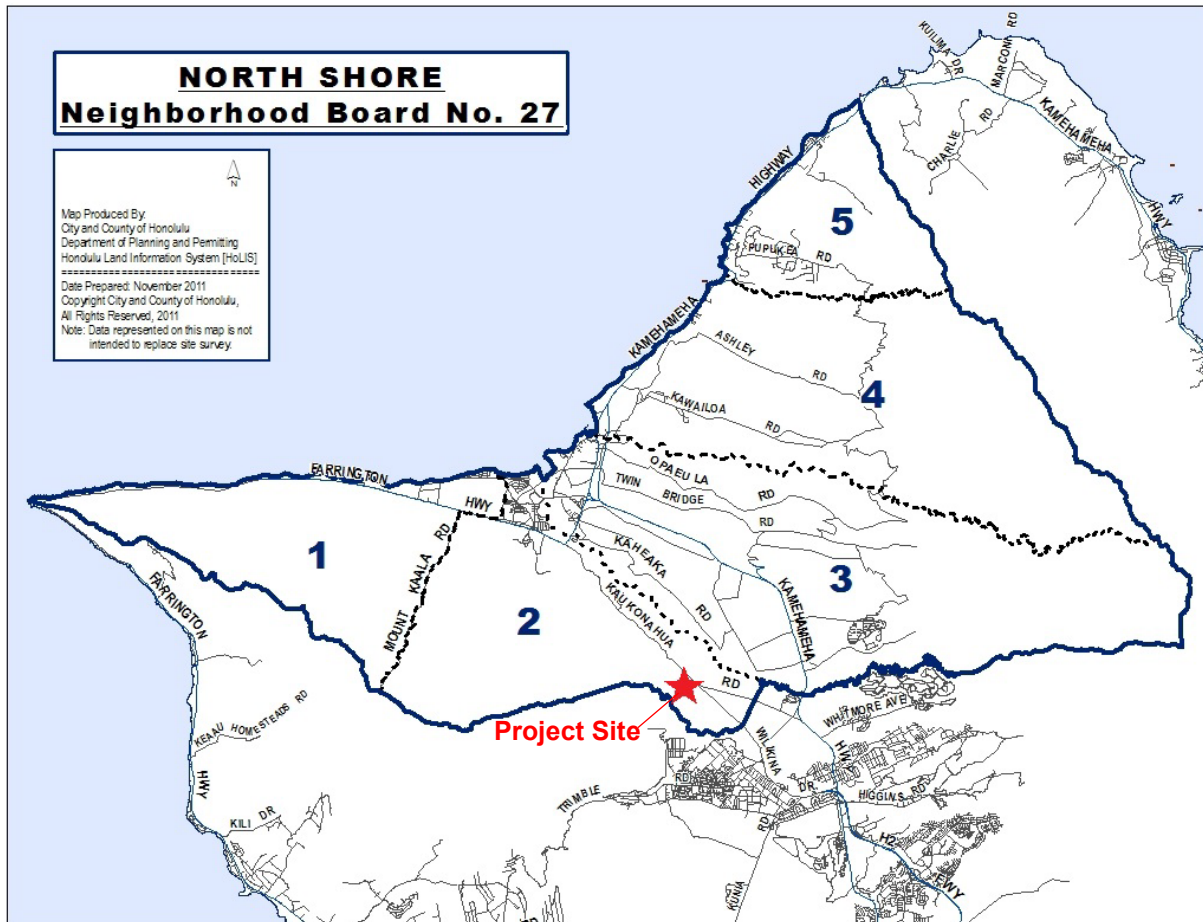 NORTH SHORE
Neighborhood Board No. 27
N
Map Produced By:
City and County of Honolulu
Department of Planning and Permitting
Honolulu Land Information System [HoLIS]
==================================
Date Prepared: November 2011
Copyright City and County of Honolulu,
All Rights Reserved, 2011
Note: Data represented on this map is not
intended to replace site survey.
KUILIMA DR
MARCONI RD
KAMEHAMEHA
HWY
CHARLIE RD
HIGHWAY
5
PUPUKEA RD
KAMEHAMEHA
ASHLEY RD
4
KAWAILOA RD
OPAEULA RD
TWIN BRIDGE RD
FARRINGTON
HWY
1
MOUNT KAALA RD
2
KAHEAKA RD
KAUKONAHUA RD
3
KAMEHAMEHA
HWY
FARRINGTON
HWY
Project Site
WHITMORE AVE
KEAAU HOMESTEADS RD
WILIKINA DR
TRIMBLE RD
HIGGINS RD
KILI DR
H2 FWY
KUNIA RD
RD